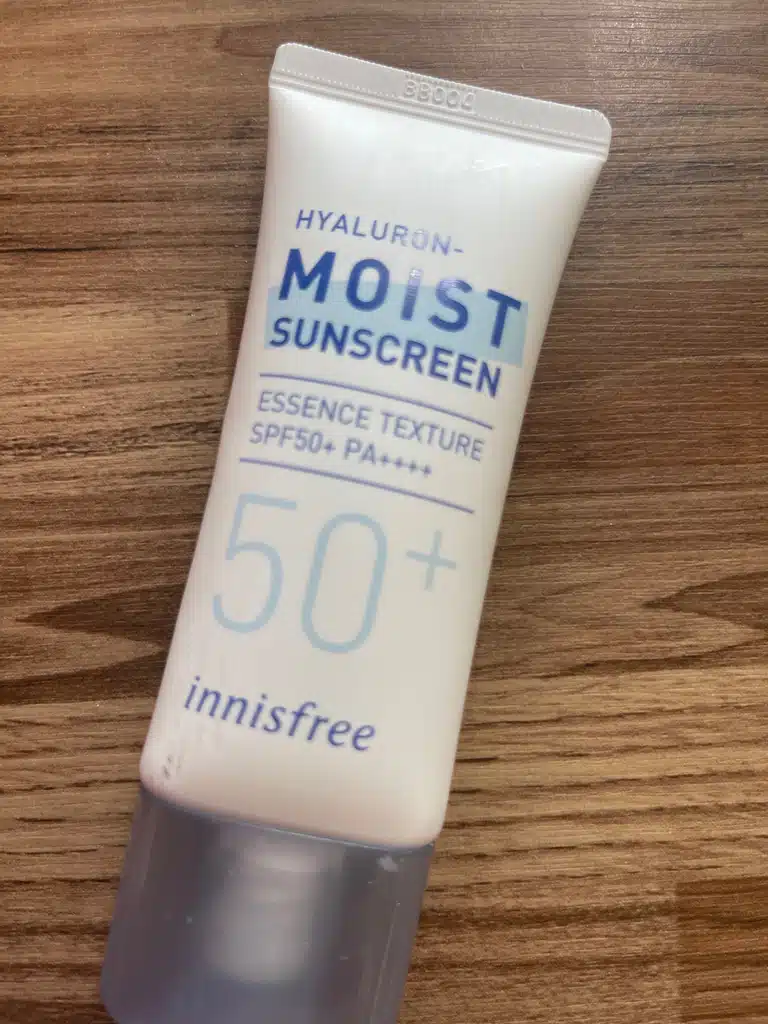 HYALURON-
MOIST
SUNSCREEN
ESSENCE TEXTURE
SPF50+ PA++++
50+
innisfree